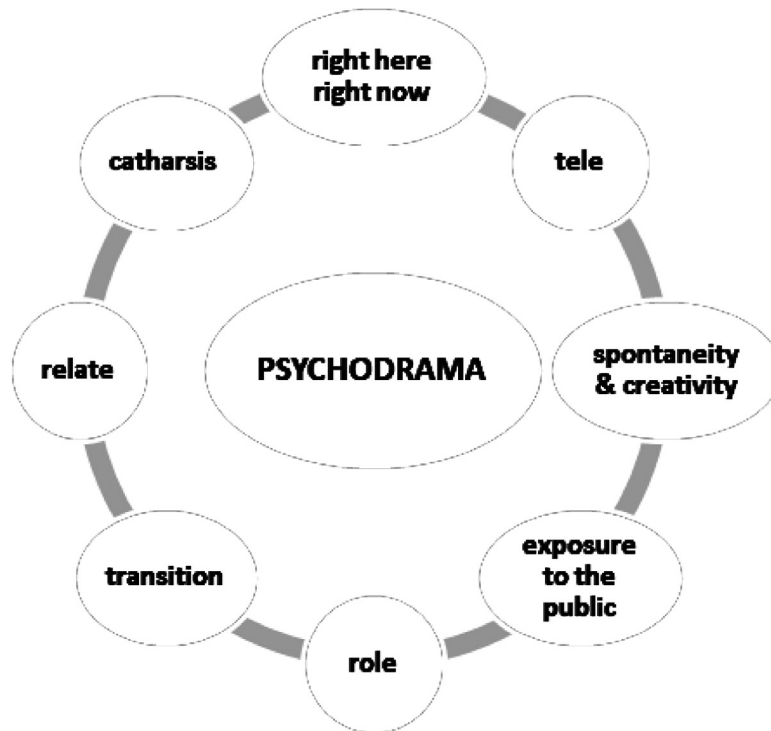 right here
right now
tele
spontaneity
& creativity
exposure
to the
public
role
transition
relate
catharsis
PSYCHODRAMA